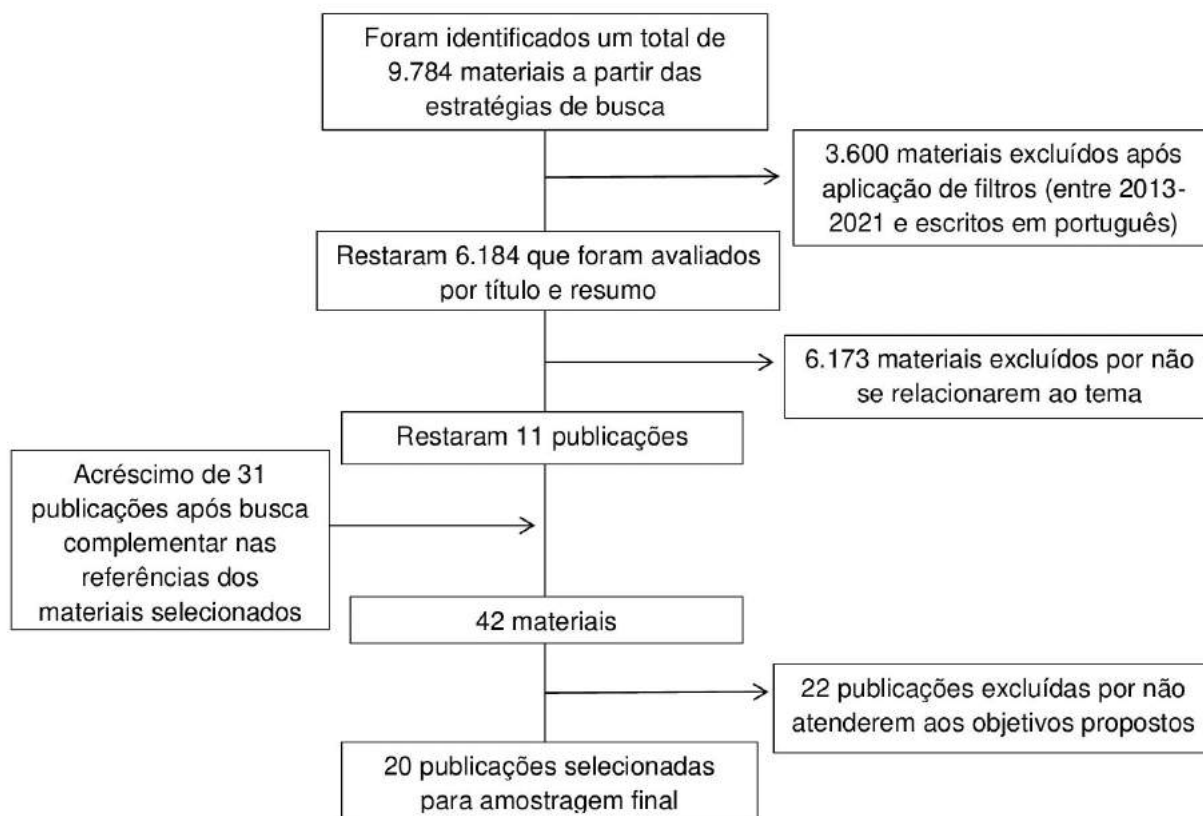 Foram identificados um total de
9.784 materiais a partir das
estratégias de busca
3.600 materiais excluídos após
aplicação de filtros (entre 2013-
2021 e escritos em português)
Restaram 6.184 que foram avaliados
por título e resumo
6.173 materiais excluídos por não
se relacionarem ao tema
Restaram 11 publicações
Acréscimo de 31
publicações após busca
complementar nas
referências dos
materiais selecionados
42 materiais
22 publicações excluídas por não
atenderem aos objetivos propostos
20 publicações selecionadas
para amostragem final